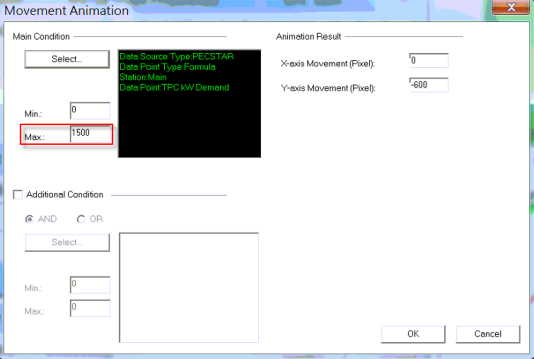 Movement Animation
Main Condition
Select..
Data Source Type:PECSTAR
Data Point Type:Formula
Station:Main
Data Point:TPC kW Demand
Min.: 0
Max.: 1500
Animation Result
X-axis Movement (Pixel): 0
Y-axis Movement (Pixel): -600
Additional Condition
AND OR
Select..
Min.: 0
Max.: 0
OK Cancel